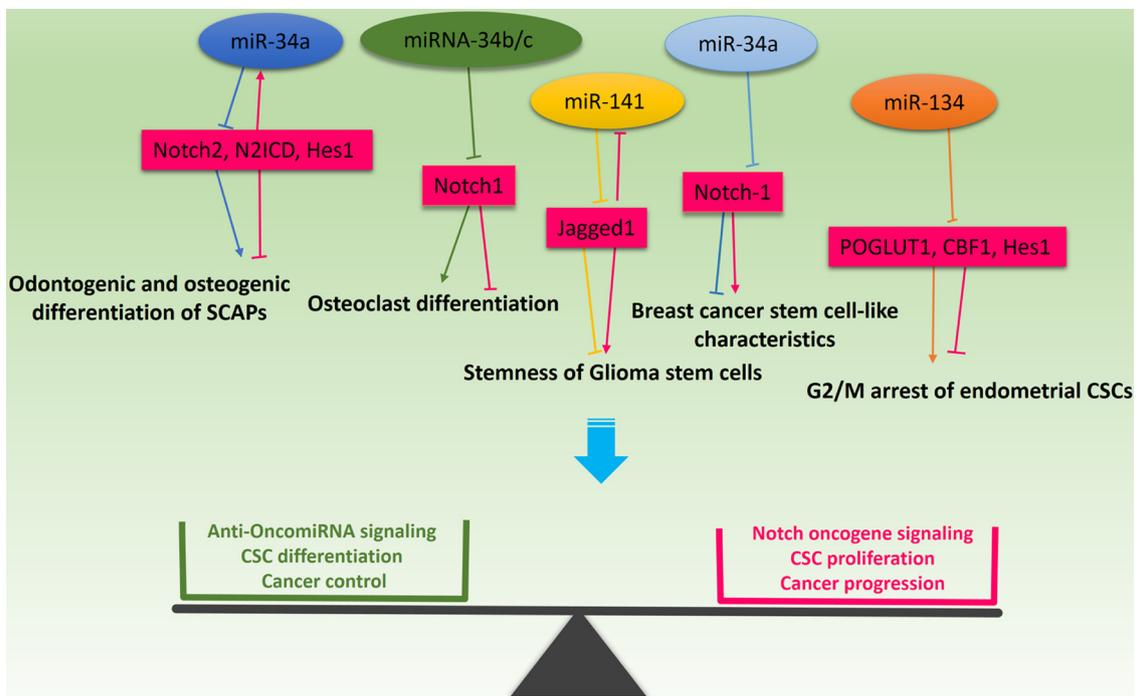 miR-34a
miRNA-34b/c
miR-34a
miR-141
miR-134
Notch2, N2ICD, Hes1
Notch1
Notch-1
Jagged1
POGLUT1, CBF1, Hes1
Odontogenic and osteogenic
differentiation of SCAPs
Osteoclast differentiation
Breast cancer stem cell-like
characteristics
Stemness of Glioma stem cells
G2/M arrest of endometrial CSCs
Anti-OncomiRNA signaling
CSC differentiation
Cancer control
Notch oncogene signaling
CSC proliferation
Cancer progression